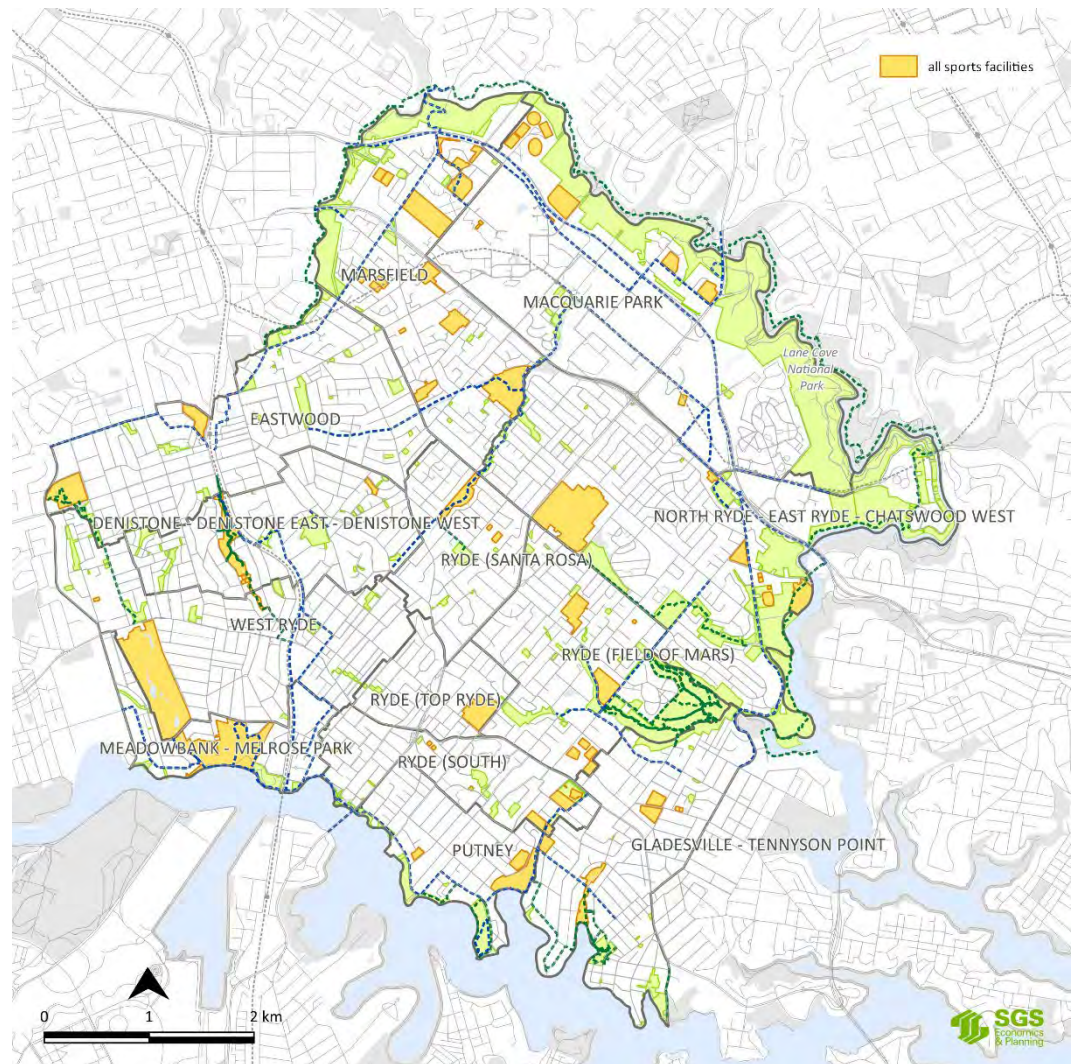 all sports facilities
MARSFIELD
MACQUARIE PARK
Lane Cove
National
Park
EASTWOOD
DENISTONE - DENISTONE EAST - DENISTONE WEST
NORTH RYDE - EAST RYDE - CHATSWOOD WEST
RYDE (SANTA ROSA)
WEST RYDE
RYDE (FIELD OF MARS)
RYDE (TOP RYDE)
MEADOWBANK - MELROSE PARK
RYDE (SOUTH)
PUTNEY
GLADESVILLE - TENNYSON POINT
0 1 2 km
SGS
Economics
& Planning